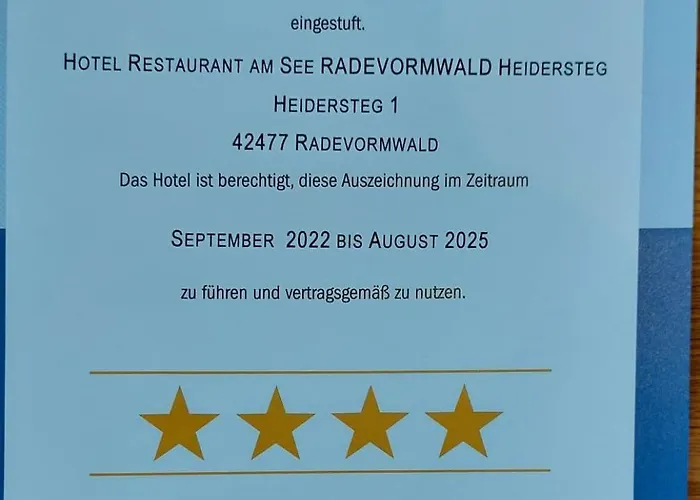 eingestuft.
HOTEL RESTAURANT AM SEE RADEVORMWALD HEIDERSTEG
HEIDERSTEG 1
42477 RADEVORMWALD
Das Hotel ist berechtigt, diese Auszeichnung im Zeitraum
SEPTEMBER 2022 BIS AUGUST 2025
zu führen und vertragsgemäß zu nutzen.